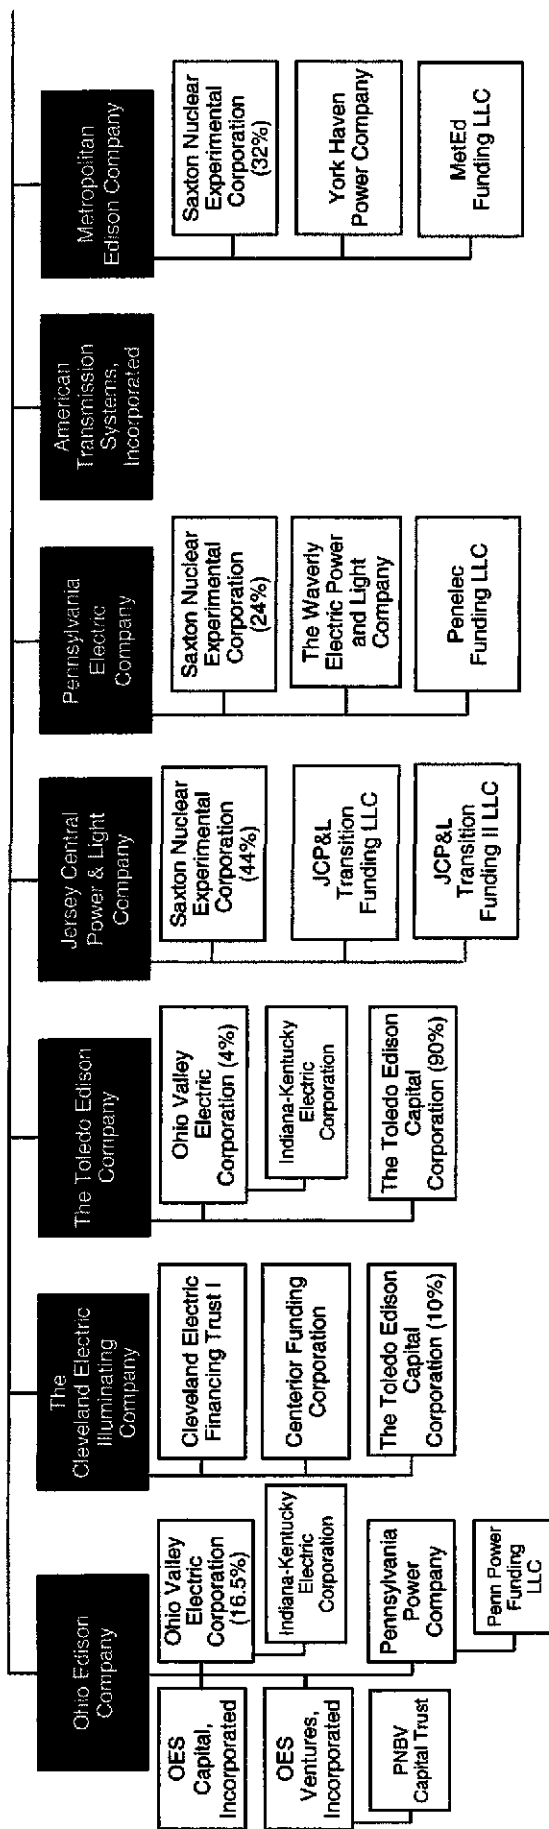 Ohio Edison
Company
OES
Capital,
Incorporated
Ohio Valley
Electric
Corporation
(16.5%)
Indiana-Kentucky
Electric
Corporation
OES
Ventures,
Incorporated
PNBV
Capital Trust
Pennsylvania
Power
Company
Penn Power
Funding
LLC
The
Cleveland Electric
Illuminating
Company
Cleveland Electric
Financing Trust I
Centerior Funding
Corporation
The Toledo Edison
Capital
Corporation (10%)
The Toledo Edison
Company
Ohio Valley
Electric
Corporation (4%)
Indiana-Kentucky
Electric
Corporation
The Toledo Edison
Capital
Corporation (90%)
Jersey Central
Power & Light
Company
Saxton Nuclear
Experimental
Corporation
(44%)
JCP&L
Transition
Funding LLC
JCP&L
Transition
Funding II LLC
Pennsylvania
Electric
Company
Saxton Nuclear
Experimental
Corporation
(24%)
The Waverly
Electric Power
and Light
Company
Penelec
Funding LLC
American
Transmission
Systems,
Incorporated
Metropolitan
Edison Company
Saxton Nuclear
Experimental
Corporation
(32%)
York Haven
Power Company
MetEd
Funding LLC